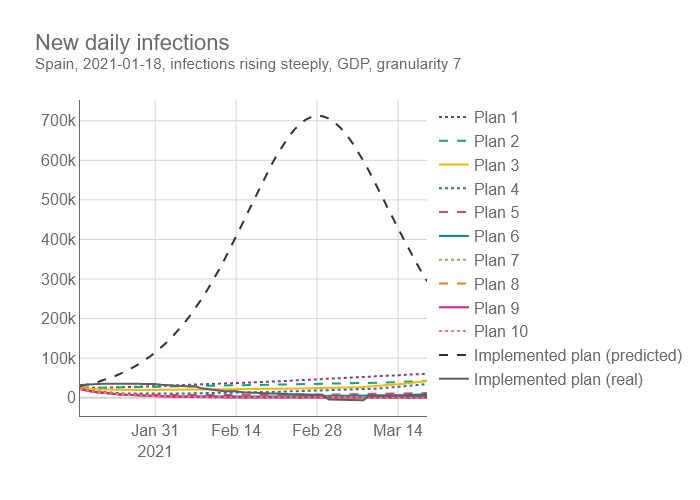 New daily infections
Spain, 2021-01-18, infections rising steeply, GDP, granularity 7
700k
600k
500k
400k
300k
200k
100k
0
Jan 31
2021
Feb 14
Feb 28
Mar 14
Plan 1
Plan 2
Plan 3
Plan 4
Plan 5
Plan 6
Plan 7
Plan 8
Plan 9
Plan 10
Implemented plan (predicted)
Implemented plan (real)